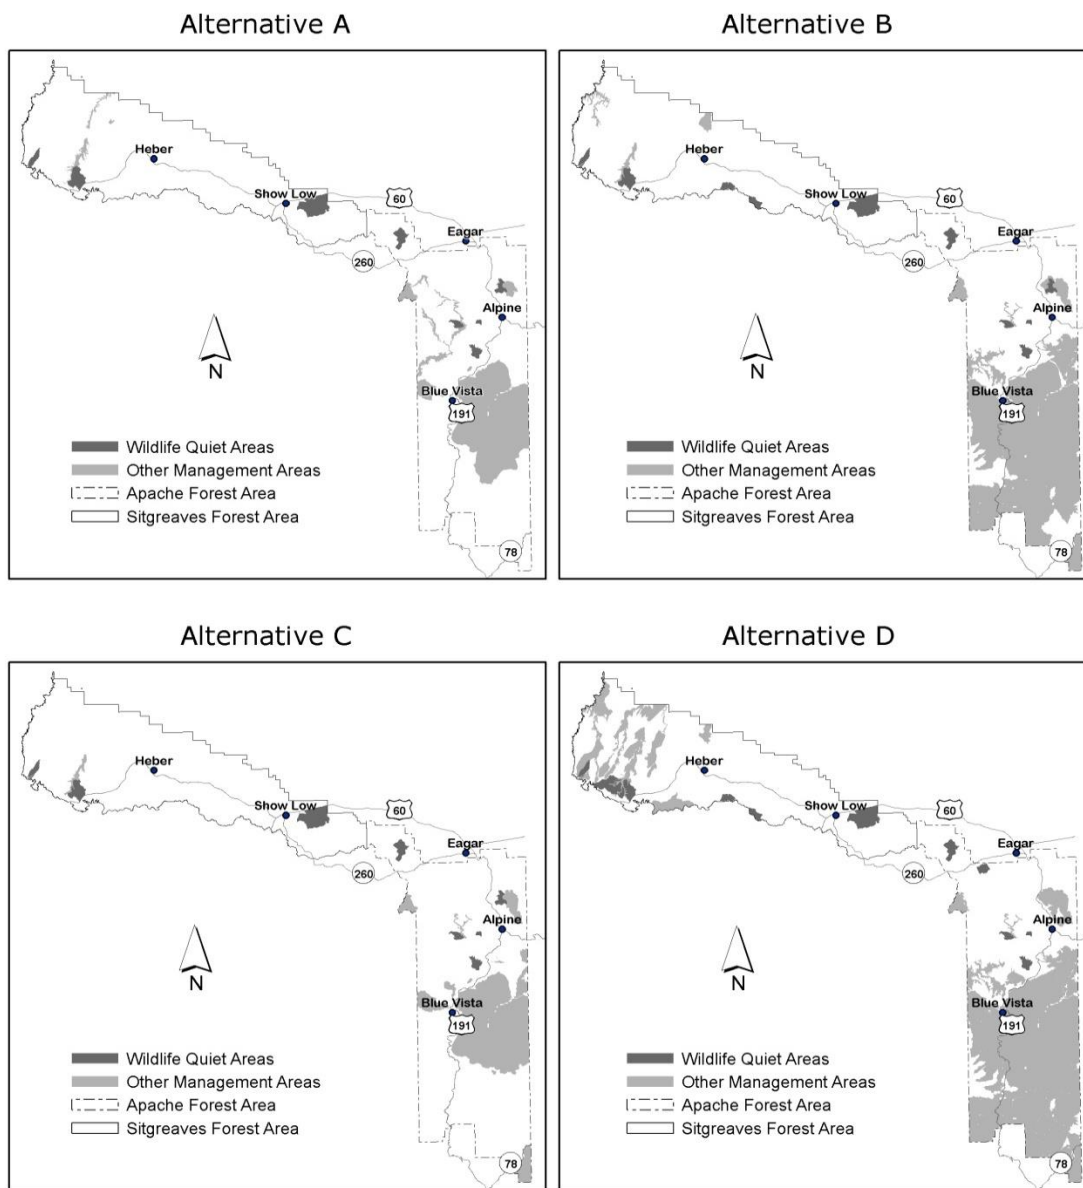 Alternative A
Heber
Show Low
60
Eagar
260
Alpine
N
Blue Vista
191
Wildlife Quiet Areas
Other Management Areas
Apache Forest Area
Sitgreaves Forest Area
78
Alternative B
Heber
Show Low
60
Eagar
260
Alpine
N
Blue Vista
191
Wildlife Quiet Areas
Other Management Areas
Apache Forest Area
Sitgreaves Forest Area
78
Alternative C
Heber
Show Low
60
Eagar
260
Alpine
N
Blue Vista
191
Wildlife Quiet Areas
Other Management Areas
Apache Forest Area
Sitgreaves Forest Area
78
Alternative D
Heber
Show Low
60
Eagar
260
Alpine
N
Blue Vista
191
Wildlife Quiet Areas
Other Management Areas
Apache Forest Area
Sitgreaves Forest Area
78